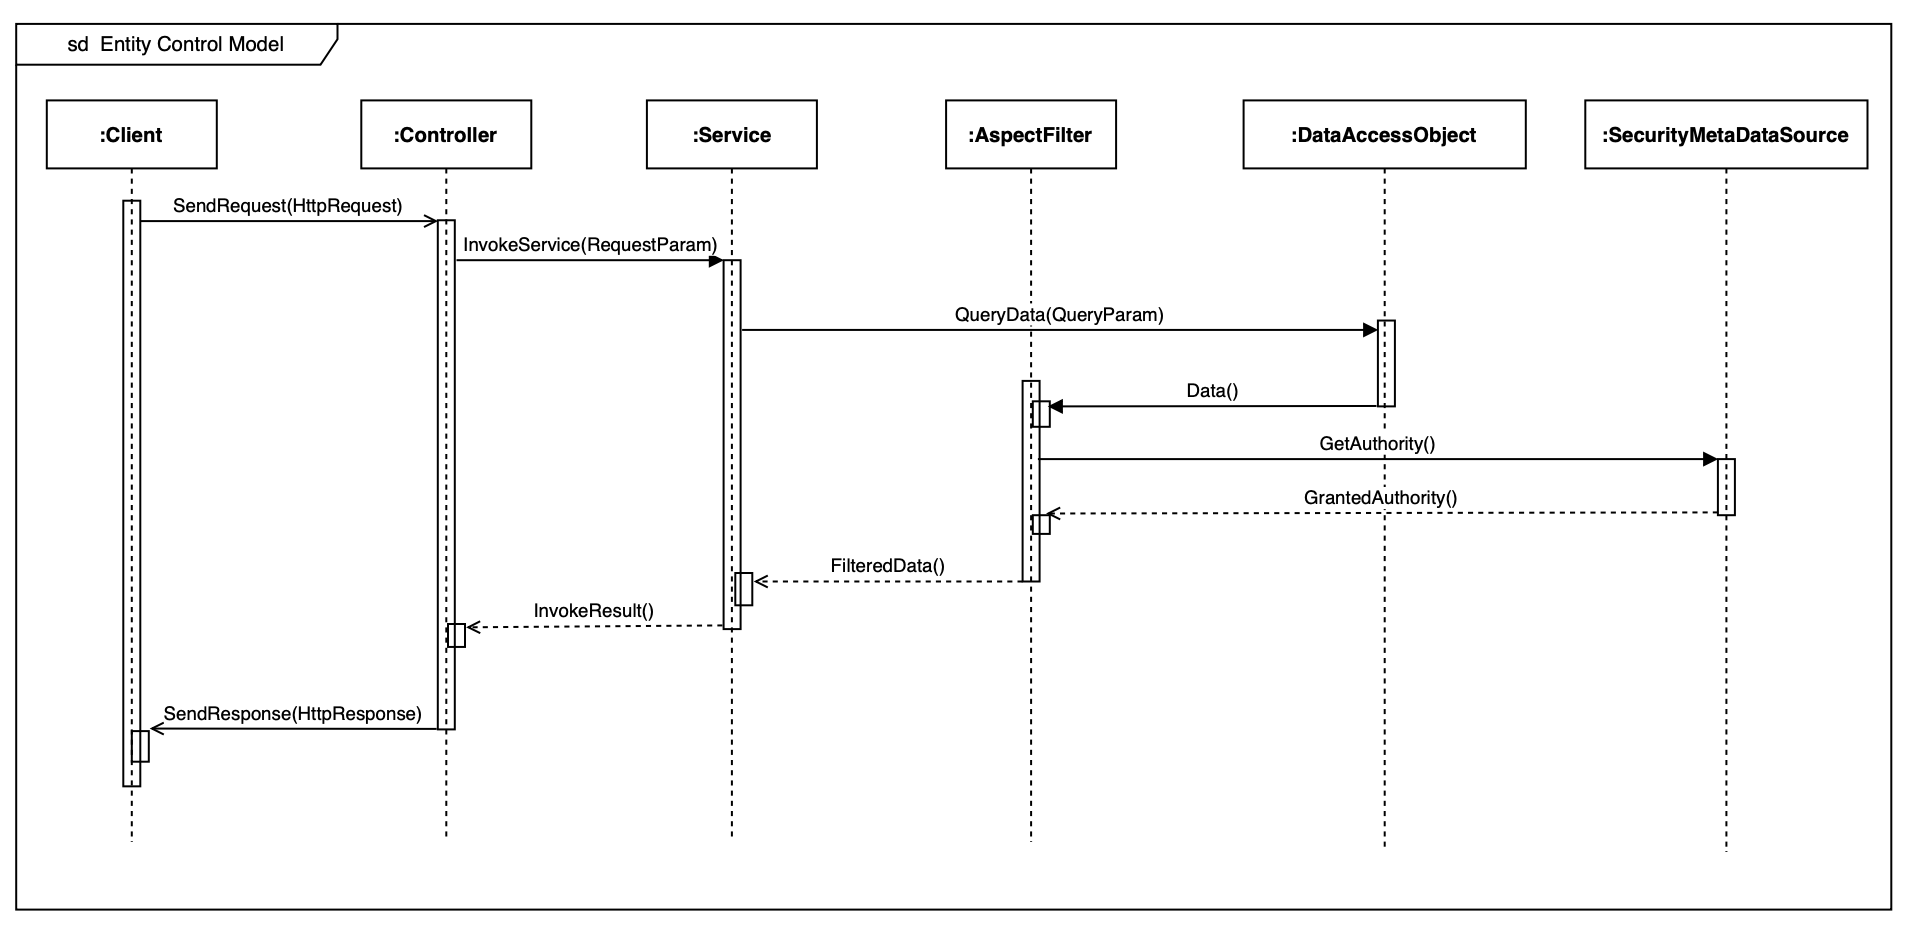 sd Entity Control Model
:Client
:Controller
:Service
:AspectFilter
:DataAccessObject
:SecurityMetaDataSource
SendRequest(HttpRequest)
InvokeService(RequestParam)
QueryData(QueryParam)
Data()
GetAuthority()
GrantedAuthority()
FilteredData()
InvokeResult()
SendResponse(HttpResponse)